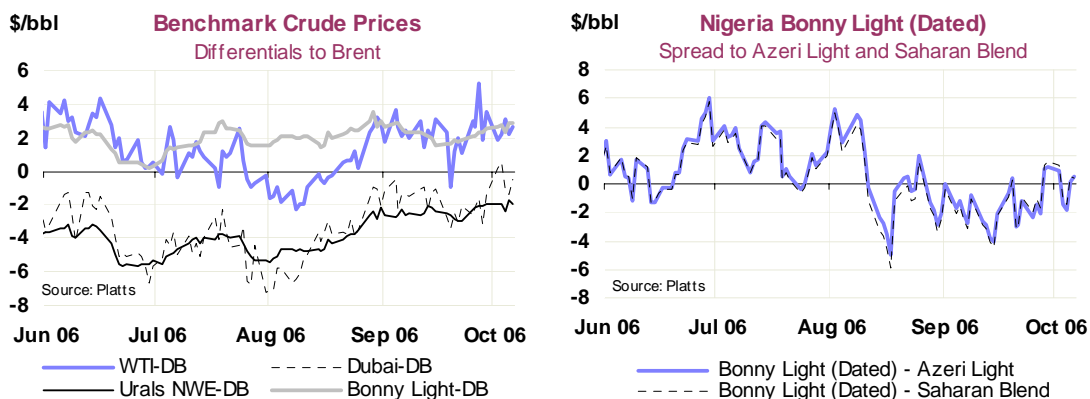 $/bbl
Benchmark Crude Prices
Differentials to Brent
6
4
2
0
-2
-4
-6
-8
Source: Platts
Jun 06 Jul 06 Aug 06 Sep 06 Oct 06
WTI-DB Dubai-DB
Urals NWE-DB Bonny Light-DB
$/bbl
Nigeria Bonny Light (Dated)
Spread to Azeri Light and Saharan Blend
8
6
4
2
0
-2
-4
-6
-8
Source: Platts
Jun 06 Jul 06 Aug 06 Sep 06 Oct 06
Bonny Light (Dated) - Azeri Light
Bonny Light (Dated) - Saharan Blend